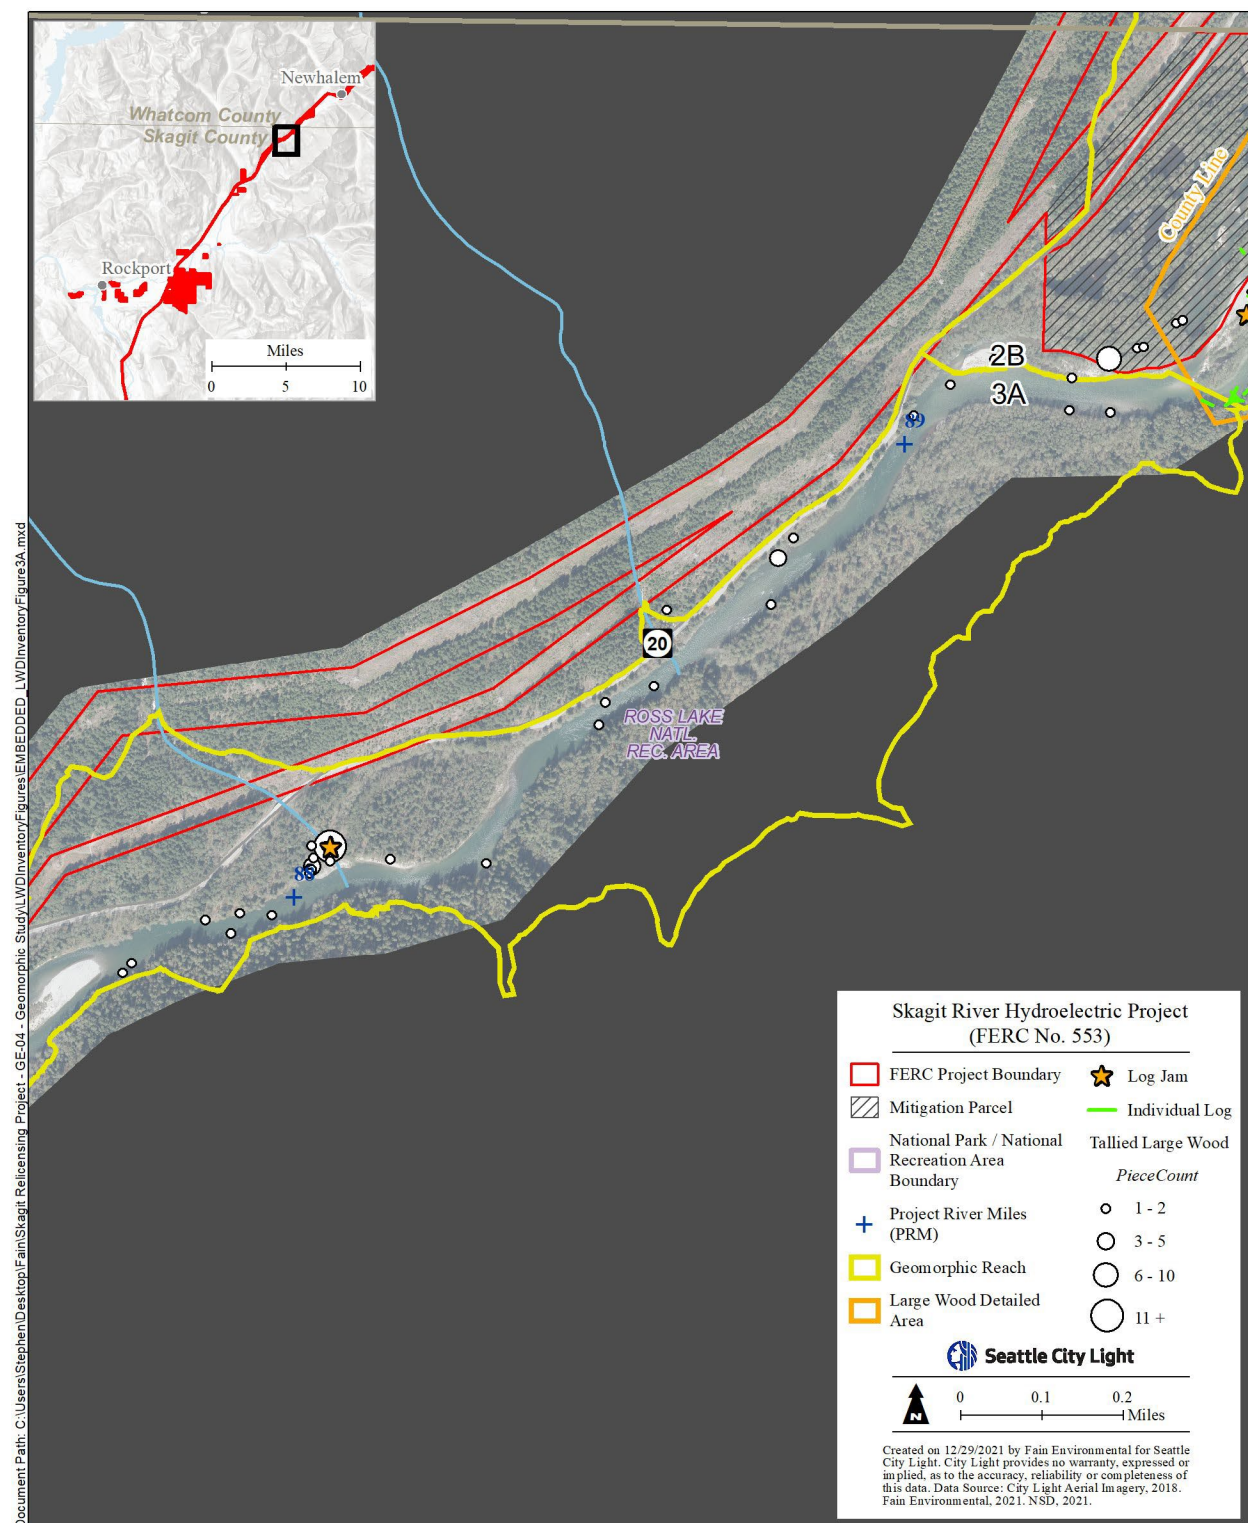 Newhalem
Whatcom County
Skagit County
Rockport
Miles
0 5 10
County Line
2B
3A
89
20
ROSS LAKE
NATL.
REC. AREA
Document Path: C:\Users\Stephen\Desktop\Fain\Skagit Relicensing Project - GE-04 - Geomorphic Study\LWDInventoryFigures\EMBEDDED_LWDInventoryFigure3A.mxd
Skagit River Hydroelectric Project
(FERC No. 553)
FERC Project Boundary
Mitigation Parcel
National Park / National
Recreation Area
Boundary
Project River Miles
(PRM)
Geomorphic Reach
Large Wood Detailed
Area
Log Jam
Individual Log
Tallied Large Wood
PieceCount
1 - 2
3 - 5
6 - 10
11 +
Seattle City Light
N
0 0.1 0.2
Miles
Created on 12/29/2021 by Fain Environmental for Seattle
City Light. City Light provides no warranty, expressed or
implied, as to the accuracy, reliability or completeness of
this data. Data Source: City Light Aerial Imagery, 2018.
Fain Environmental, 2021. NSD, 2021.